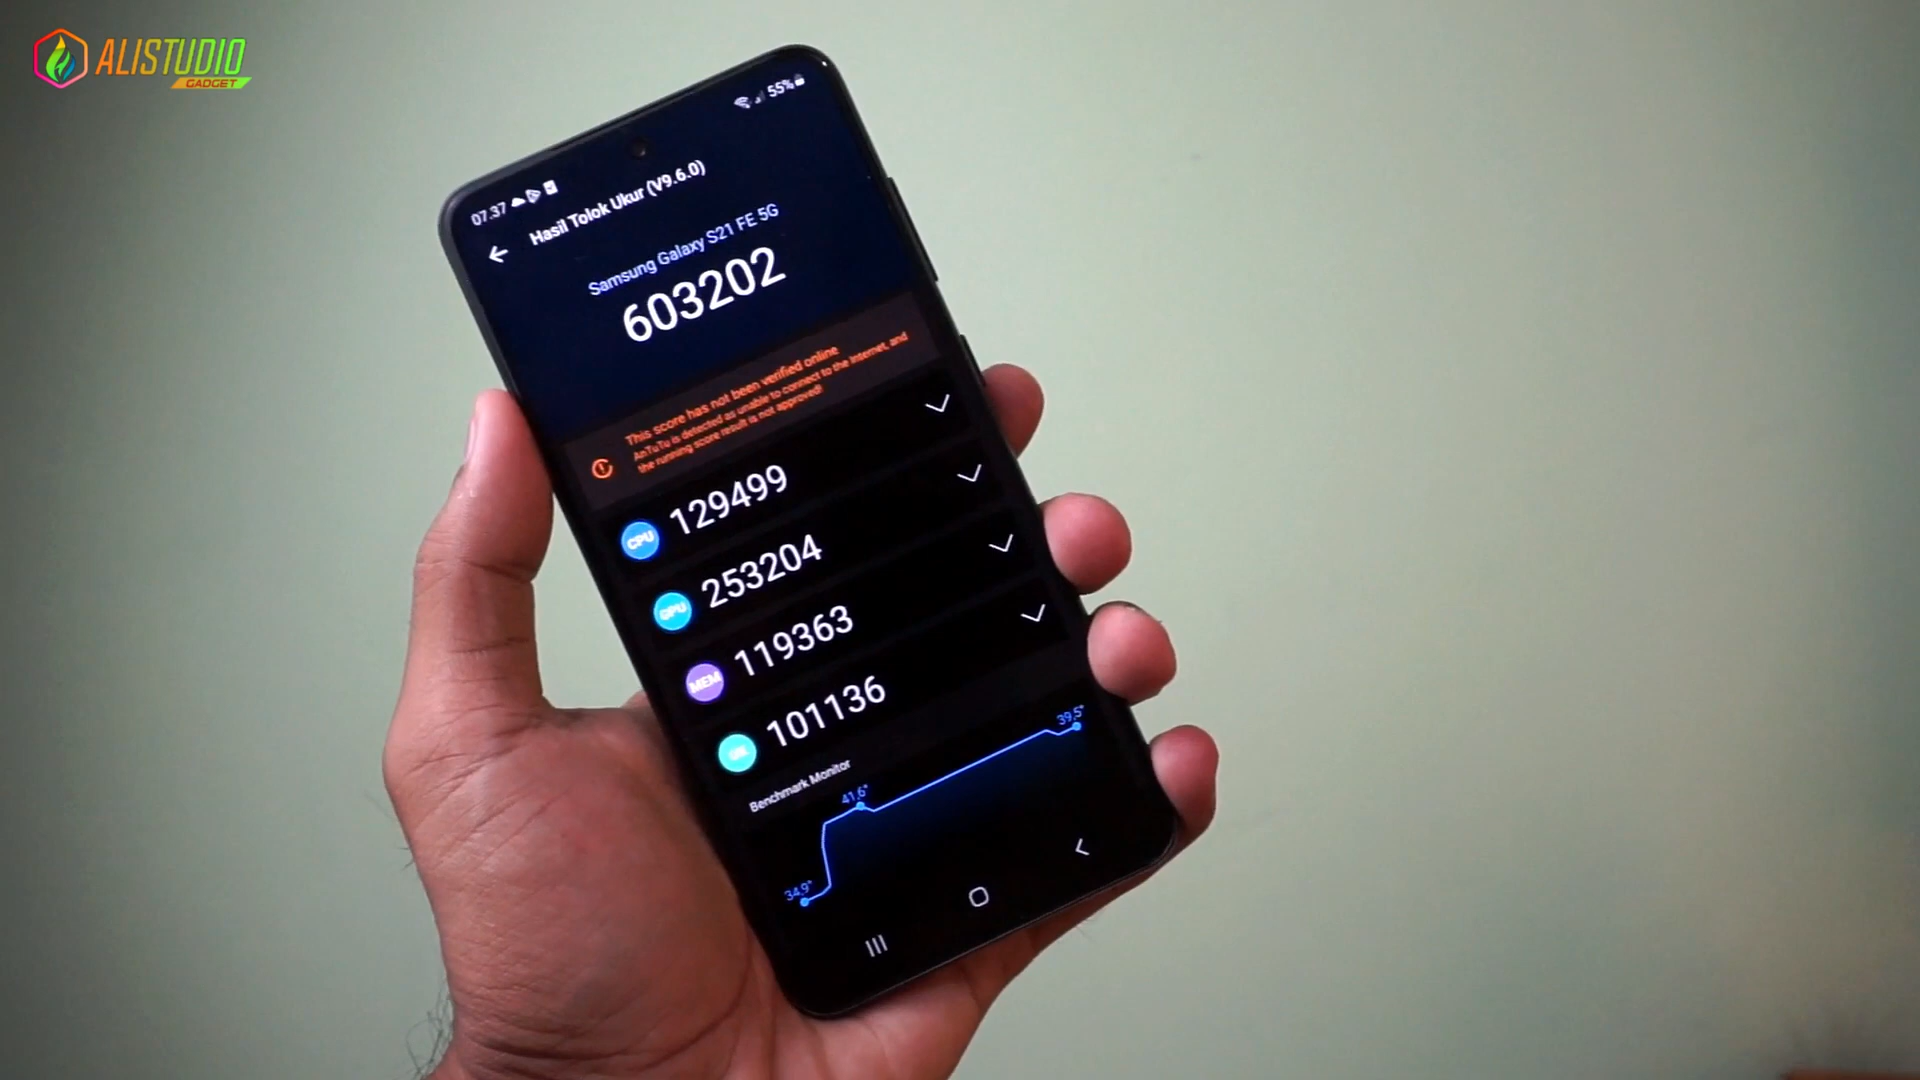 ALISTUDIO
GADGET
07.37
55%
Hasil Tolok Ukur (V9.6.0)
Samsung Galaxy S21 FE 5G
603202
This score has not been verified online
AnTuTu is detected as unable to connect to the Internet, and
the running score result is not approved!
CPU 129499
GPU 253204
MEM 119363
UX 101136
Benchmark Monitor
34.9°
41.6°
39.5°